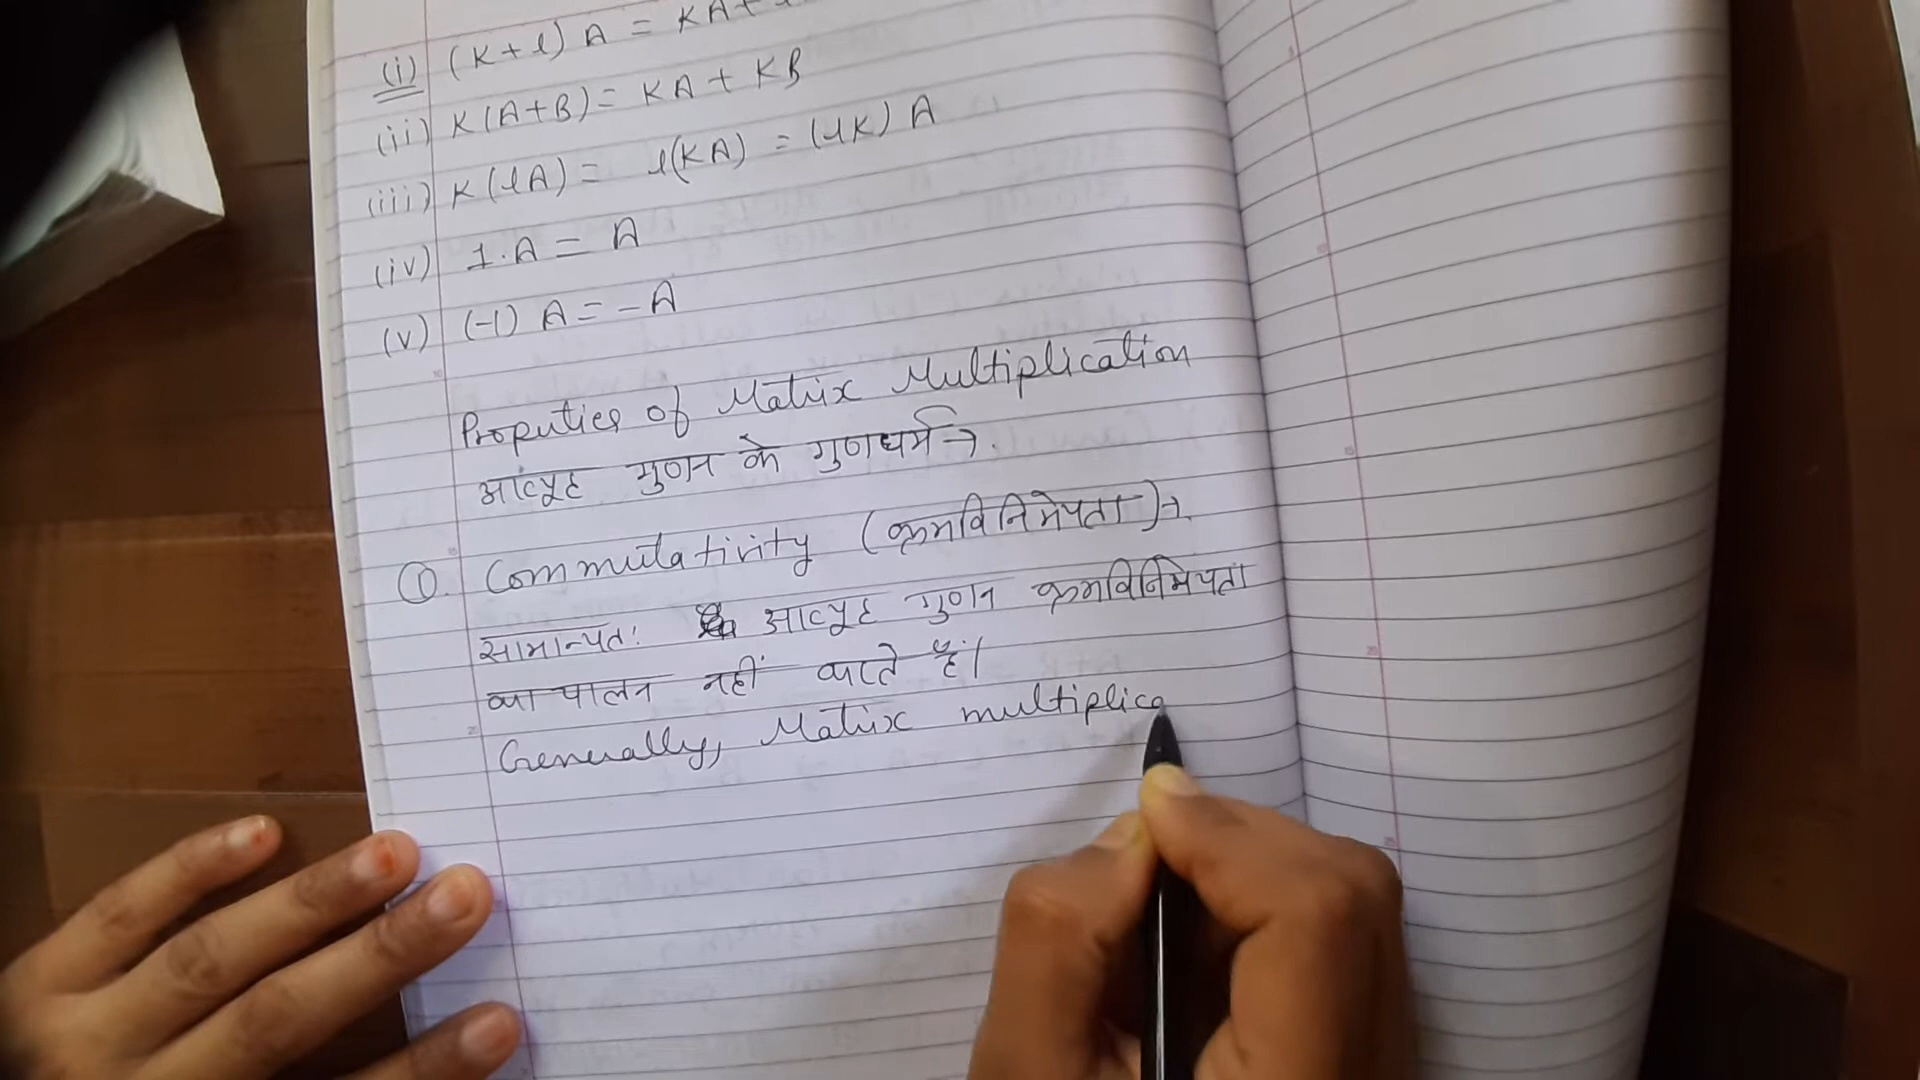 (i) (K+l) A = KA+
(ii) K(A+B) = KA + KB
(iii) K(lA) = l(KA) = (lK) A
(iv) 1.A = A
(v) (-1) A = -A
Properties of Matrix Multiplication
आव्यूह गुणन के गुणधर्म →.
① Commutativity (क्रमविनिमेयता) →.
सामान्यतः आव्यूह गुणन क्रमविनिमेयता
का पालन नहीं करते हैं।
Generally, Matrix multiplica